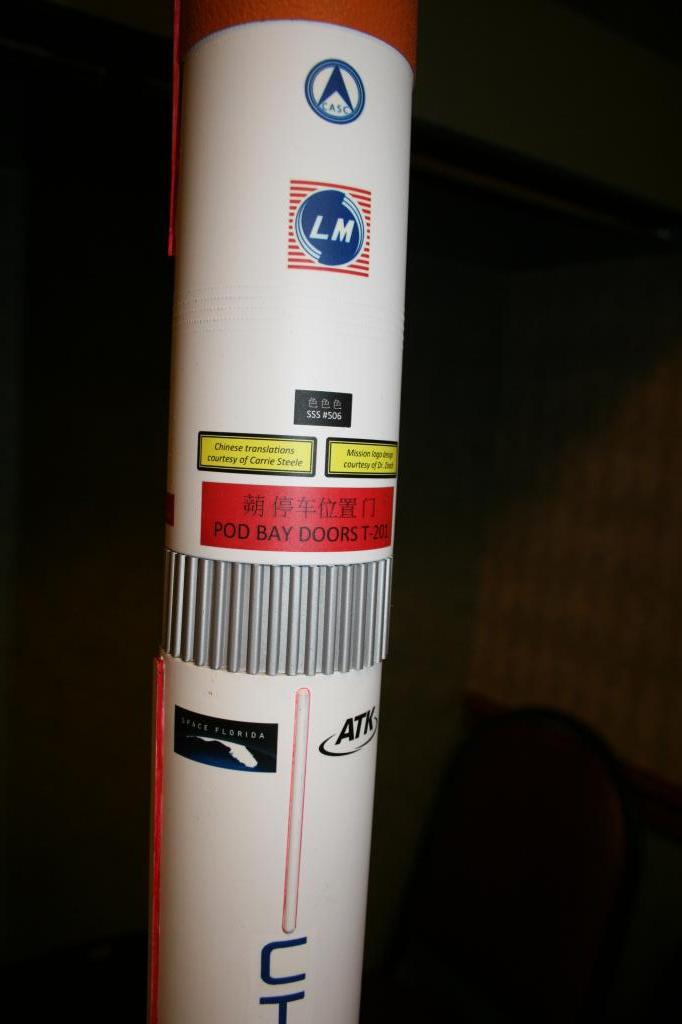 CASC
LM
色 色 色
SSS #506
Chinese translations
courtesy of Carrie Steele
Mission logo design
courtesy of Dr.
蒴 停车位置 门
POD BAY DOORS T-201
SPACE FLORIDA
ATK
CH